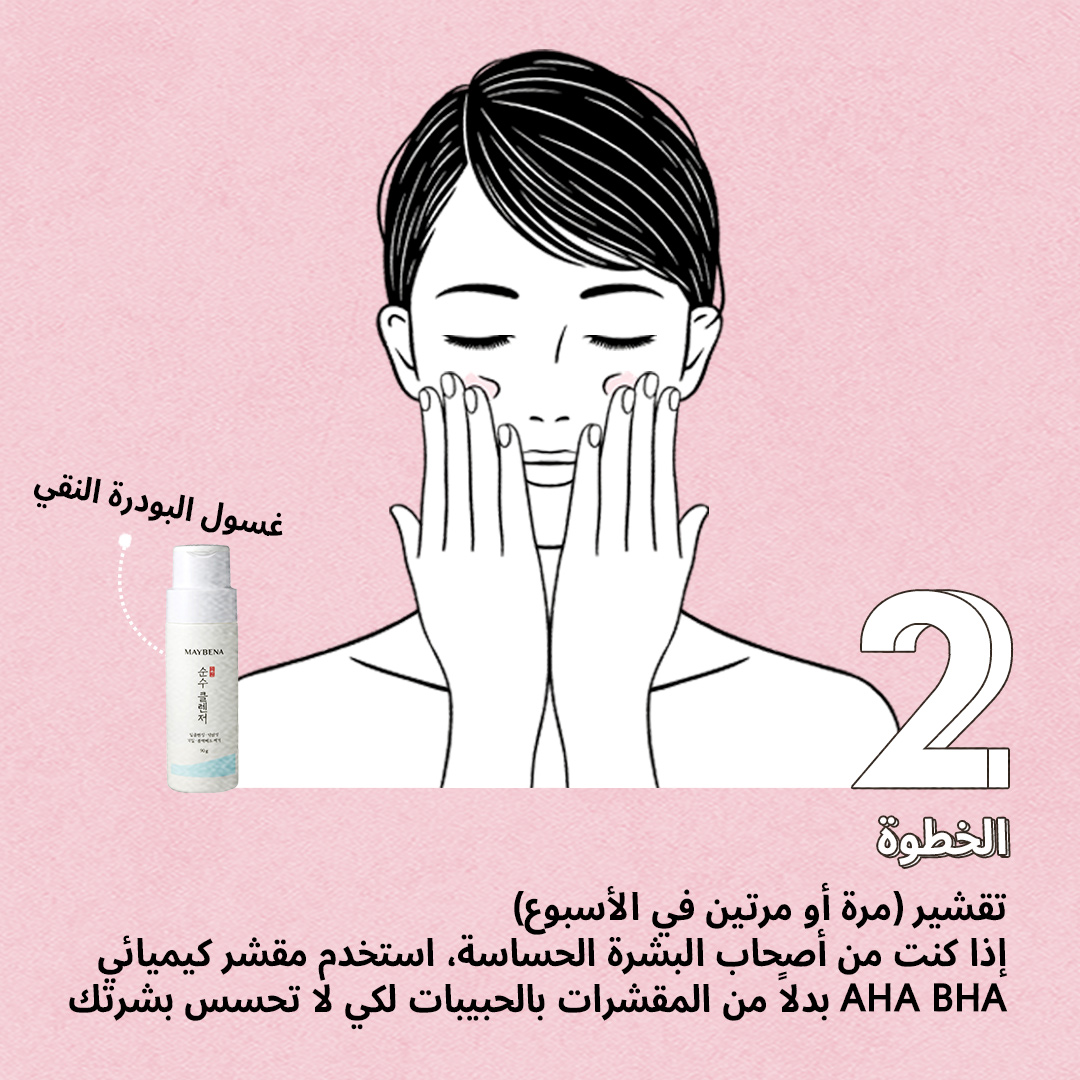 غسول البودرة النقي
MAYBENA
순수 클렌저
90g
2
الخطوة
تقشير (مرة أو مرتين في الأسبوع)
إذا كنت من أصحاب البشرة الحساسة، استخدم مقشر كيميائي
AHA BHA بدلاً من المقشرات بالحبيبات لكي لا تحسس بشرتك